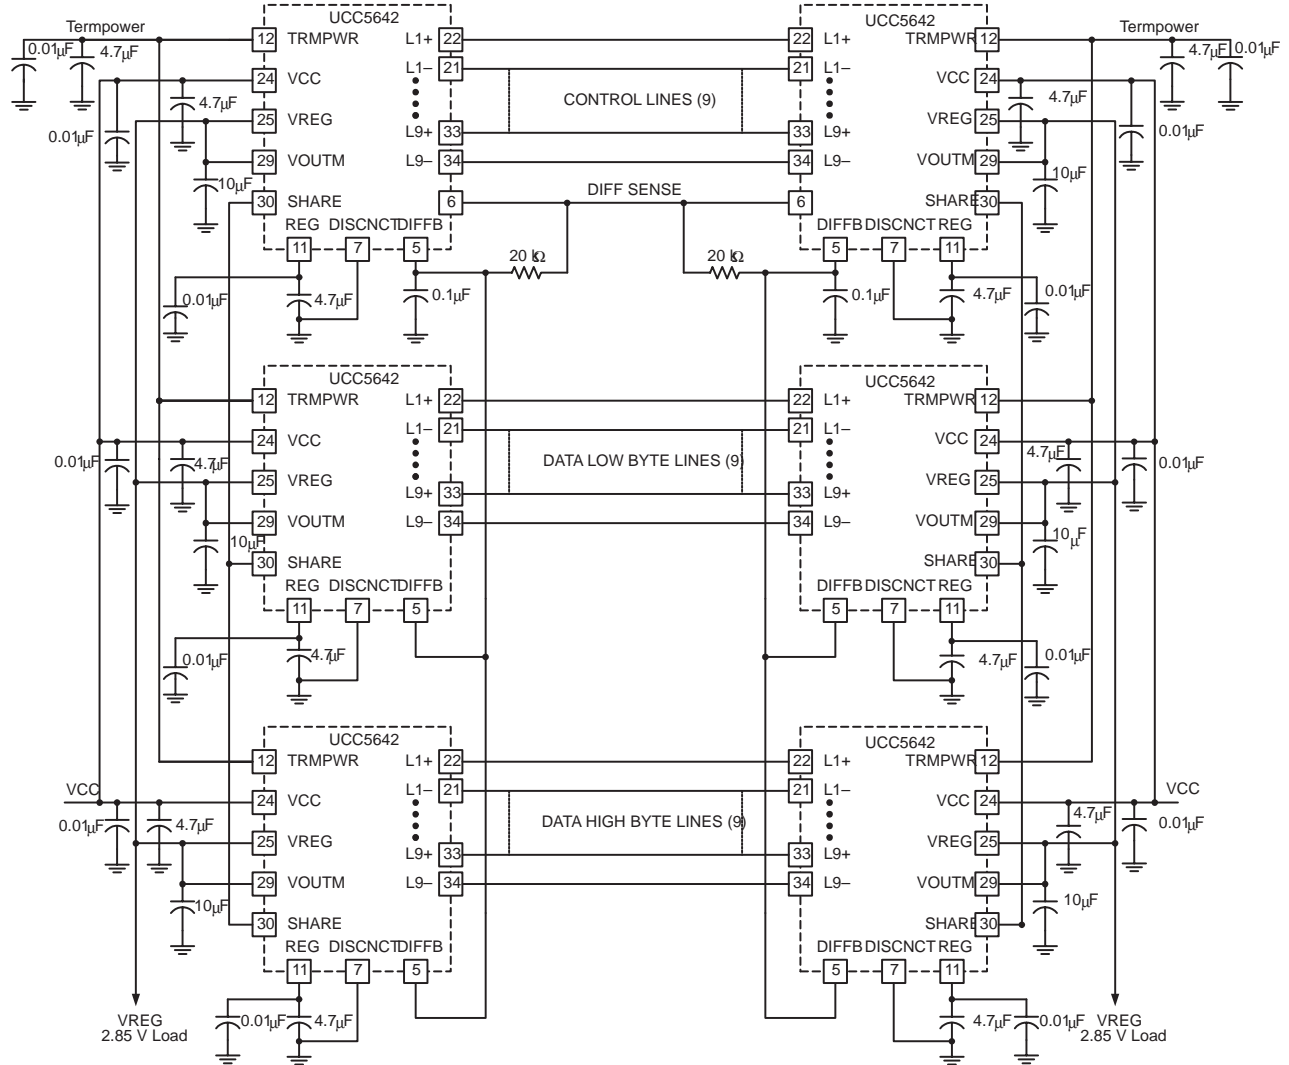 UCC5642 UCC5642
Termpower Termpower
12 TRMPWR L1+ 22 22 L1+ TRMPWR 12
0.01µF 4.7µF 4.7µF 0.01µF
24 VCC L1– 21 21 L1– VCC 24
4.7µF CONTROL LINES (9) 4.7µF
25 VREG VREG 25
0.01µF L9+ 33 33 L9+ 0.01µF
29 VOUTM L9– 34 34 L9– VOUTM 29
10µF DIFF SENSE 10µF
30 SHARE 6 6 SHARE 30
REG DISCNCT DIFFB DIFFB DISCNCT REG
11 7 5 5 7 11
20 kΩ 20 kΩ
0.01µF 4.7µF 0.1µF 0.1µF 4.7µF 0.01µF
UCC5642 UCC5642
12 TRMPWR L1+ 22 22 L1+ TRMPWR 12
24 VCC L1– 21 21 L1– VCC 24
0.01µF 4.7µF DATA LOW BYTE LINES (9) 4.7µF 0.01µF
25 VREG L9+ 33 33 L9+ VREG 25
29 VOUTM L9– 34 34 L9– VOUTM 29
10µF 10µF
30 SHARE SHARE 30
REG DISCNCT DIFFB DIFFB DISCNCT REG
11 7 5 5 7 11
0.01µF 4.7µF 4.7µF 0.01µF
UCC5642 UCC5642
12 TRMPWR L1+ 22 22 L1+ TRMPWR 12
VCC 24 VCC L1– 21 21 L1– VCC 24 VCC
0.01µF 4.7µF DATA HIGH BYTE LINES (9) 4.7µF 0.01µF
25 VREG L9+ 33 33 L9+ VREG 25
29 VOUTM L9– 34 34 L9– VOUTM 29
10µF 10µF
30 SHARE SHARE 30
REG DISCNCT DIFFB DIFFB DISCNCT REG
11 7 5 5 7 11
0.01µF 4.7µF 4.7µF 0.01µF
VREG VREG
2.85 V Load 2.85 V Load